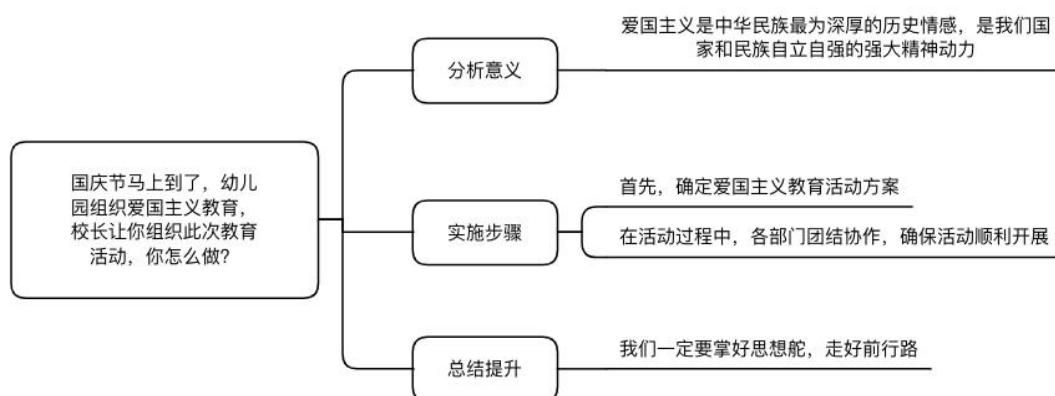 国庆节马上到了，幼儿
园组织爱国主义教育，
校长让你组织此次教育
活动，你怎么做？
分析意义
爱国主义是中华民族最为深厚的历史情感，是我们国
家和民族自立自强的强大精神动力
实施步骤
首先，确定爱国主义教育活动方案
在活动过程中，各部门团结协作，确保活动顺利开展
总结提升
我们一定要掌好思想舵，走好前行路